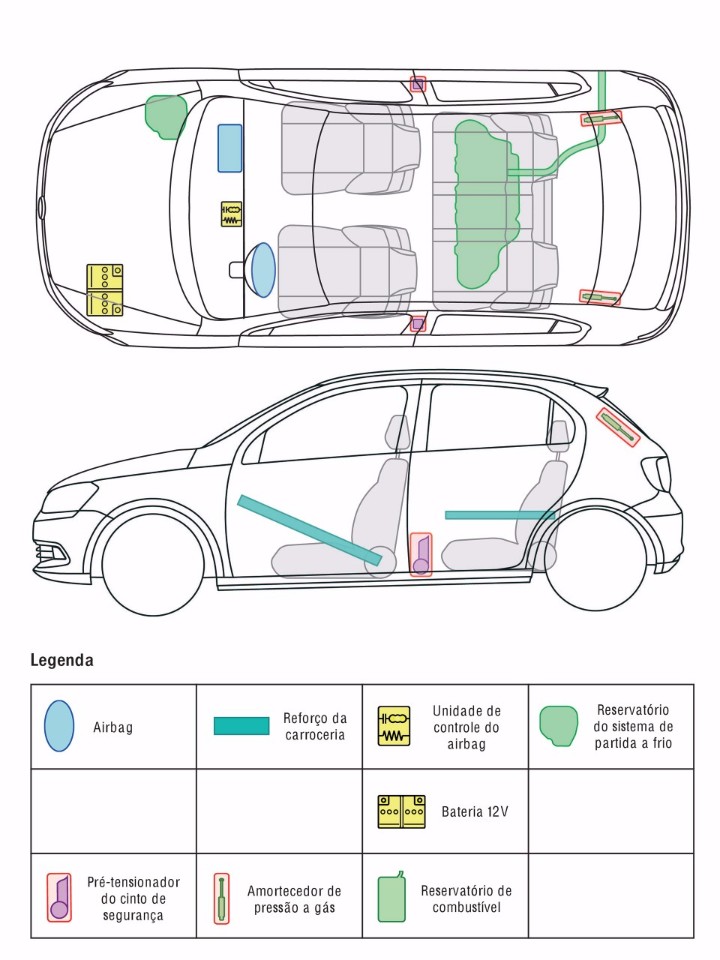 Legenda
Airbag
Reforço da
carroceria
Unidade de
controle do
airbag
Reservatório
do sistema de
partida a frio
Bateria 12V
Pré-tensionador
do cinto de
segurança
Amortecedor de
pressão a gás
Reservatório de
combustível